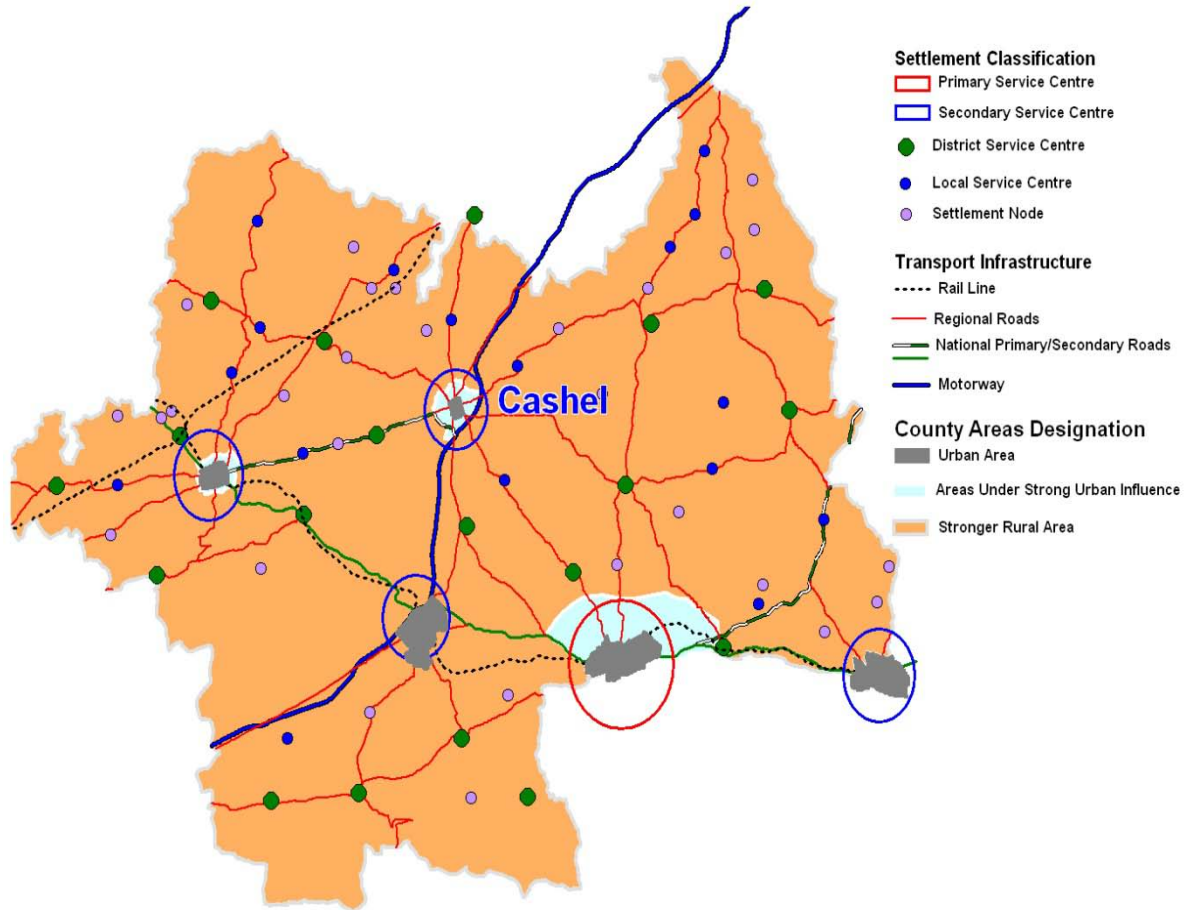 Settlement Classification
Primary Service Centre
Secondary Service Centre
District Service Centre
Local Service Centre
Settlement Node
Transport Infrastructure
Rail Line
Regional Roads
National Primary/Secondary Roads
Motorway
County Areas Designation
Urban Area
Areas Under Strong Urban Influence
Stronger Rural Area
Cashel